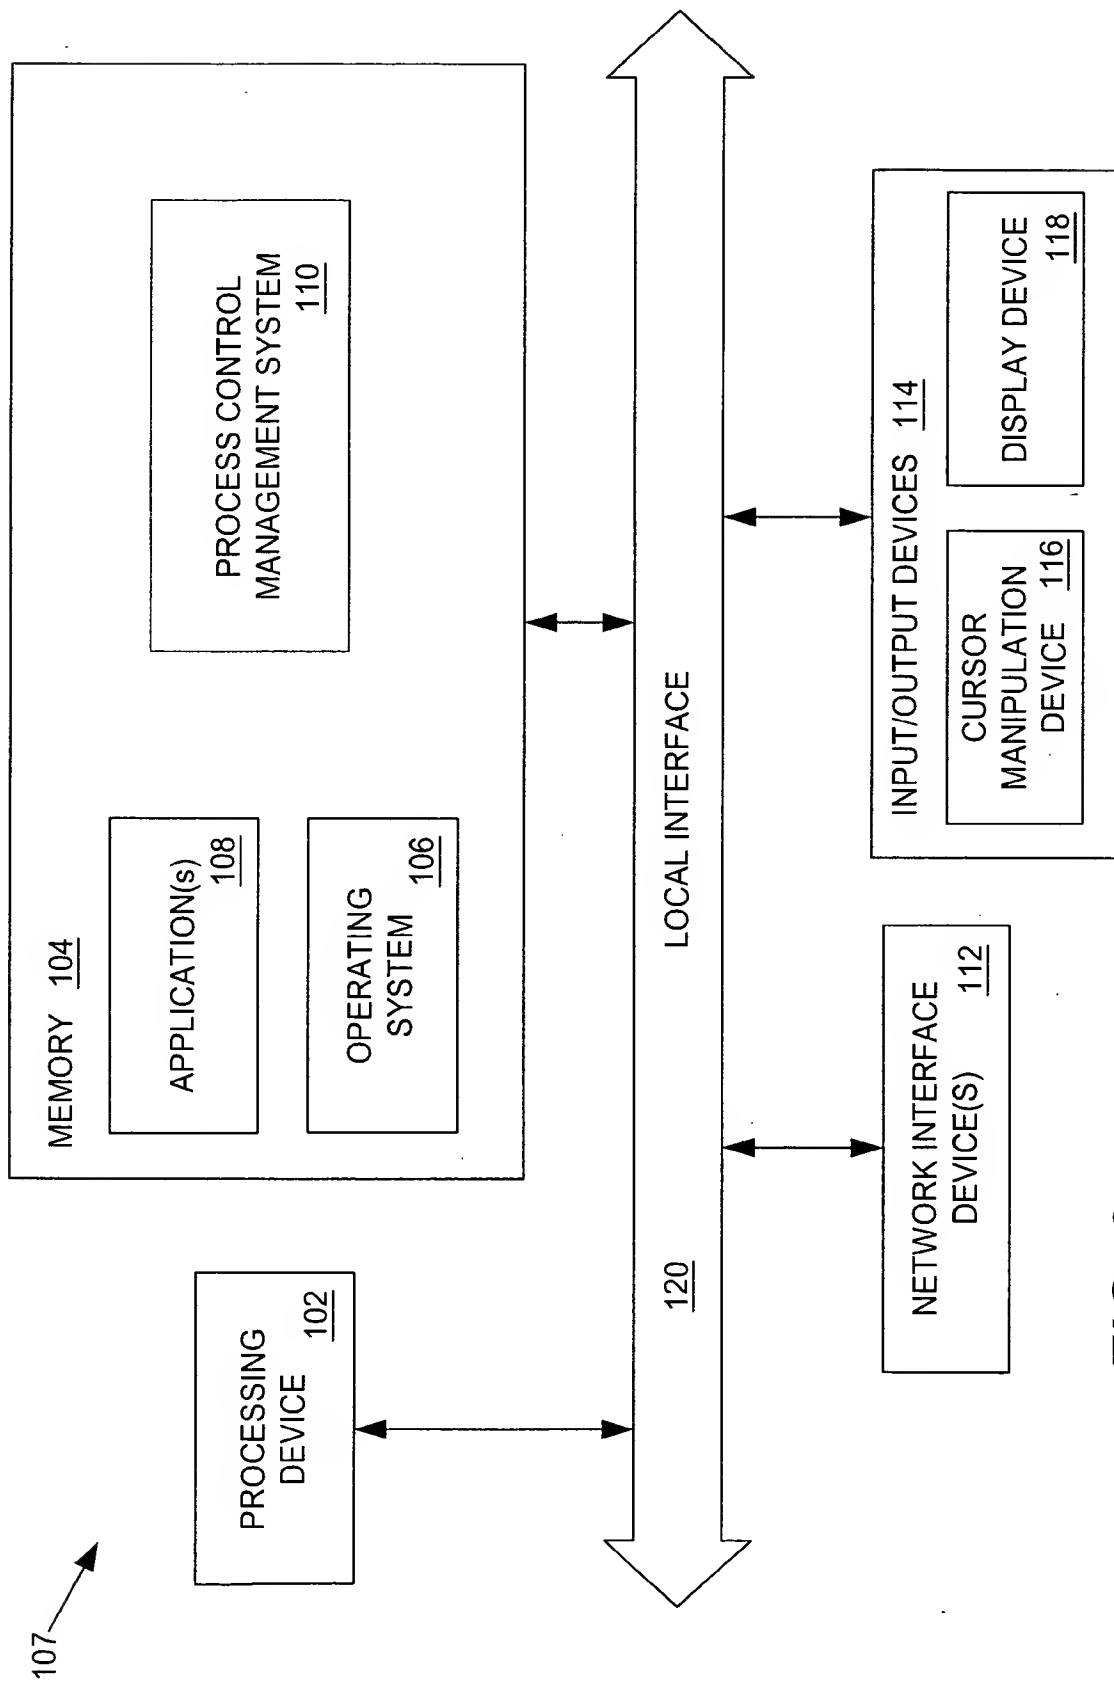 107
PROCESSING
DEVICE
102
MEMORY 104
APPLICATION(s)
108
OPERATING
SYSTEM
106
PROCESS CONTROL
MANAGEMENT SYSTEM
110
120
LOCAL INTERFACE
NETWORK INTERFACE
DEVICE(S)
112
INPUT/OUTPUT DEVICES 114
CURSOR
MANIPULATION
DEVICE 116
DISPLAY DEVICE
118